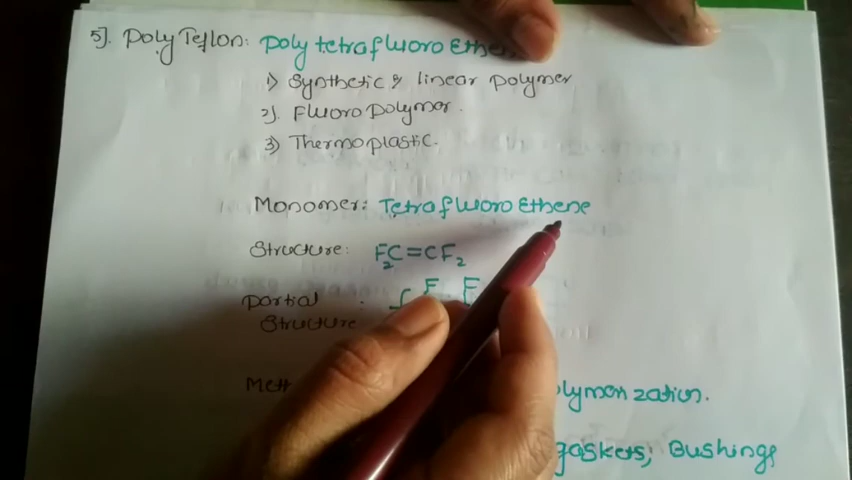 5]. Poly Teflon: Poly tetrafluoro Ethe
1) Synthetic & linear polymer
2). Fluoro Polymer.
3) Thermoplastic.
Monomer: Tetrafluoro Ethene
Structure: F2C=CF2
Partial : F F
Structure
Met olymerization.
gaskets, Bushings